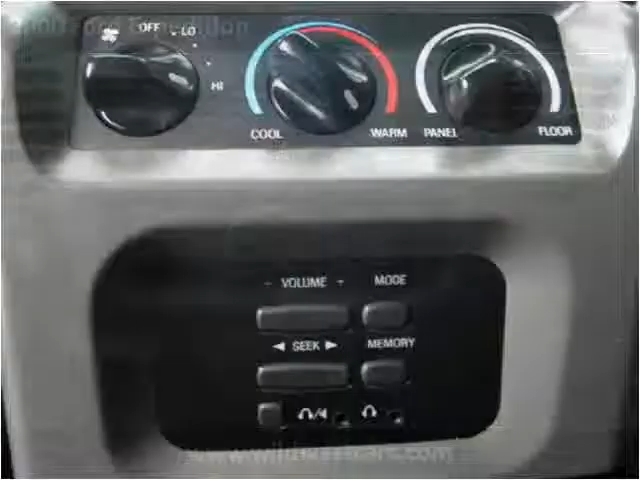 OFF LO
HI
COOL WARM PANEL FLOOR
- VOLUME + MODE
◄ SEEK ► MEMORY